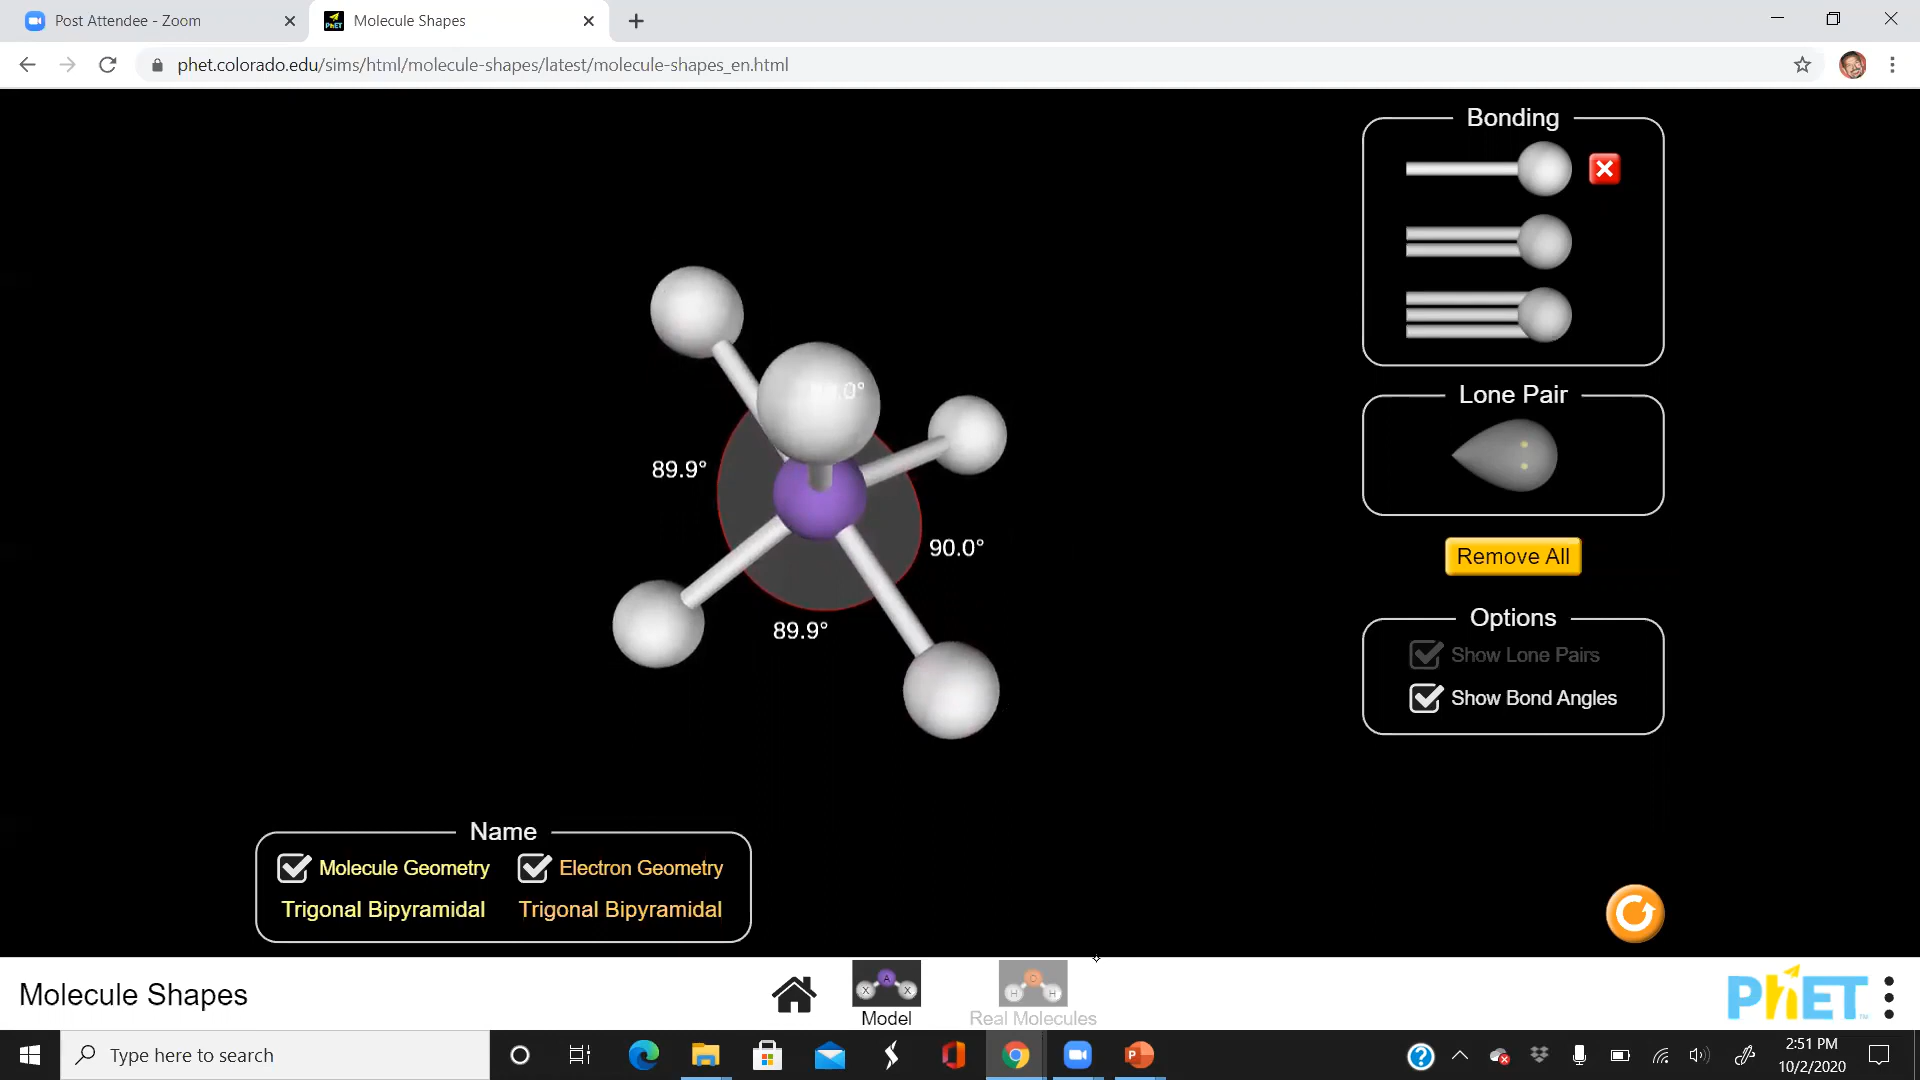 Post Attendee - Zoom
Molecule Shapes
phet.colorado.edu/sims/html/molecule-shapes/latest/molecule-shapes_en.html
Bonding
Lone Pair
89.9°
90.0°
Remove All
89.9°
Options
Show Lone Pairs
Show Bond Angles
Name
Molecule Geometry
Electron Geometry
Trigonal Bipyramidal
Trigonal Bipyramidal
Molecule Shapes
A
X
X
Model
H
H
Real Molecules
PhET
Type here to search
2:51 PM
10/2/2020